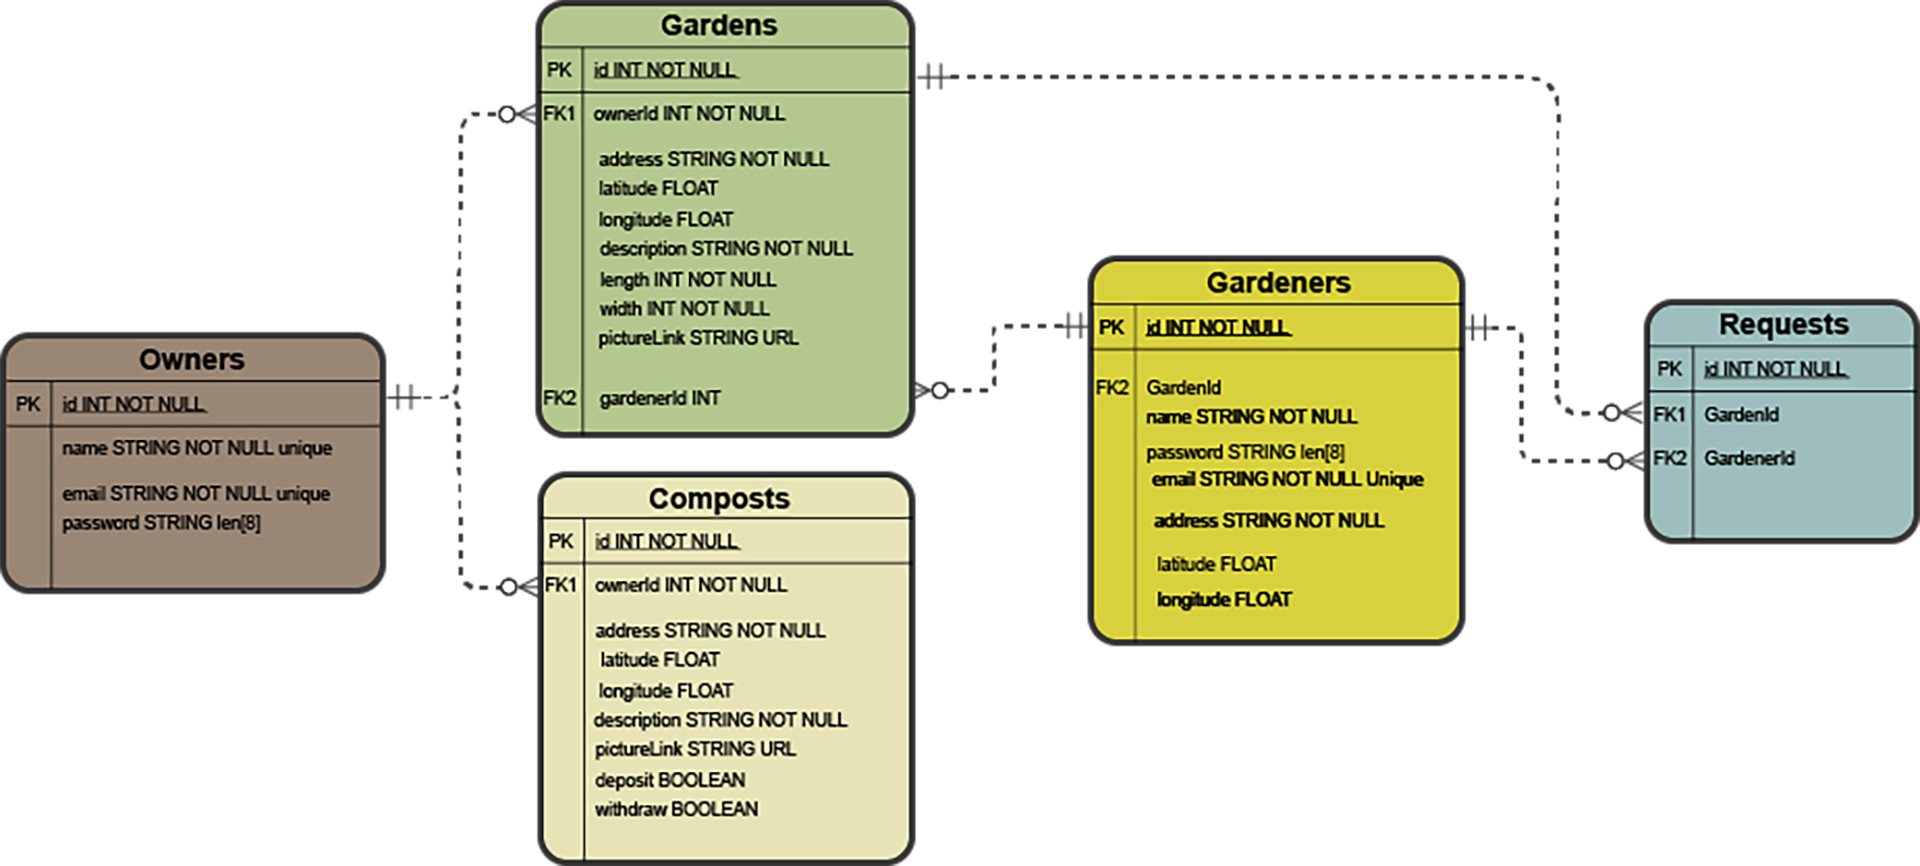 Gardens
PK id INT NOT NULL
FK1 ownerId INT NOT NULL
address STRING NOT NULL
latitude FLOAT
longitude FLOAT
description STRING NOT NULL
length INT NOT NULL
width INT NOT NULL
pictureLink STRING URL
FK2 gardenerId INT
Owners
PK id INT NOT NULL
name STRING NOT NULL unique
email STRING NOT NULL unique
password STRING len[8]
Composts
PK id INT NOT NULL
FK1 ownerId INT NOT NULL
address STRING NOT NULL
latitude FLOAT
longitude FLOAT
description STRING NOT NULL
pictureLink STRING URL
deposit BOOLEAN
withdraw BOOLEAN
Gardeners
PK id INT NOT NULL
FK2 GardenId
name STRING NOT NULL
password STRING len[8]
email STRING NOT NULL Unique
address STRING NOT NULL
latitude FLOAT
longitude FLOAT
Requests
PK id INT NOT NULL
FK1 GardenId
FK2 GardenerId